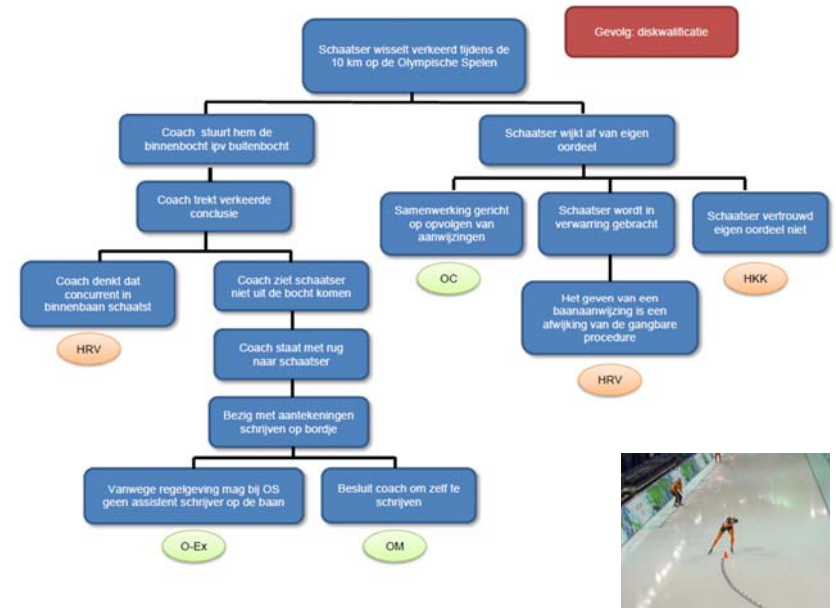 Gevolg: diskwalificatie
Schaatser wisselt verkeerd tijdens de
10 km op de Olympische Spelen
Coach stuurt hem de
binnenbocht ipv buitenbocht
Schaatser wijkt af van eigen
oordeel
Coach trekt verkeerde
conclusie
Samenwerking gericht
op opvolgen van
aanwijzingen
Schaatser wordt in
verwarring gebracht
Schaatser vertrouwd
eigen oordeel niet
OC
HKK
Coach denkt dat
concurrent in
binnenbaan schaatst
Coach ziet schaatser
niet uit de bocht komen
Het geven van een
baanaanwijzing is een
afwijking van de gangbare
procedure
HRV
HRV
Coach staat met rug
naar schaatser
Bezig met aantekeningen
schrijven op bordje
Vanwege regelgeving mag bij OS
geen assistent schrijver op de baan
Besluit coach om zelf te
schrijven
O-Ex
OM